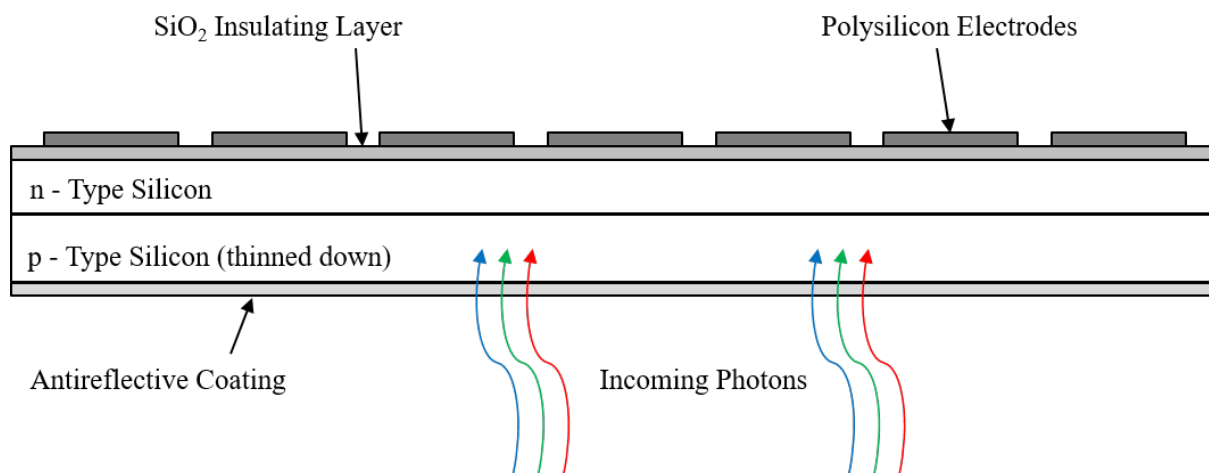 SiO₂ Insulating Layer
Polysilicon Electrodes
n - Type Silicon
p - Type Silicon (thinned down)
Antireflective Coating
Incoming Photons